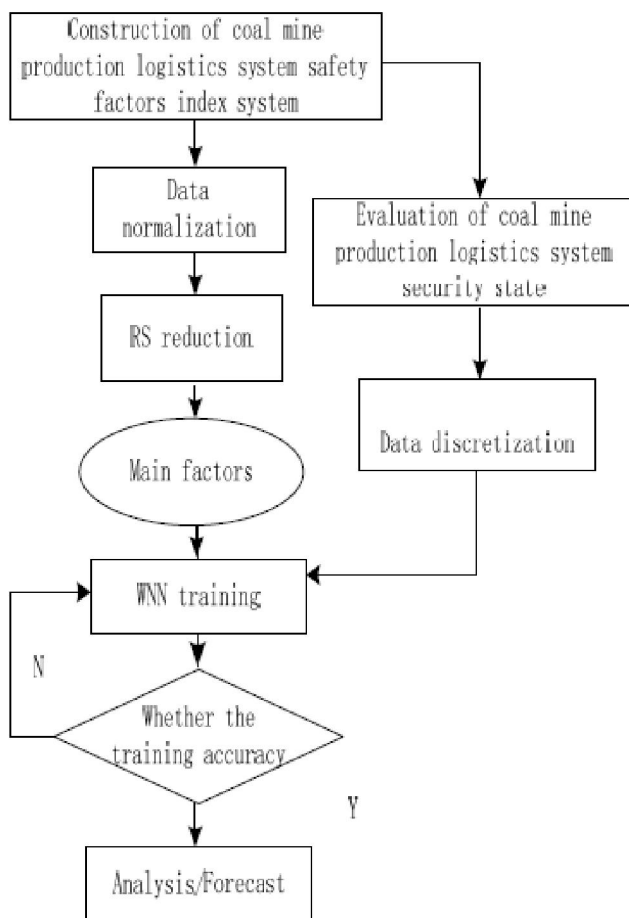 Construction of coal mine
production logistics system safety
factors index system
Data
normalization
Evaluation of coal mine
production logistics system
security state
RS reduction
Data discretization
Main factors
WNN training
N
Whether the
training accuracy
Y
Analysis/Forecast